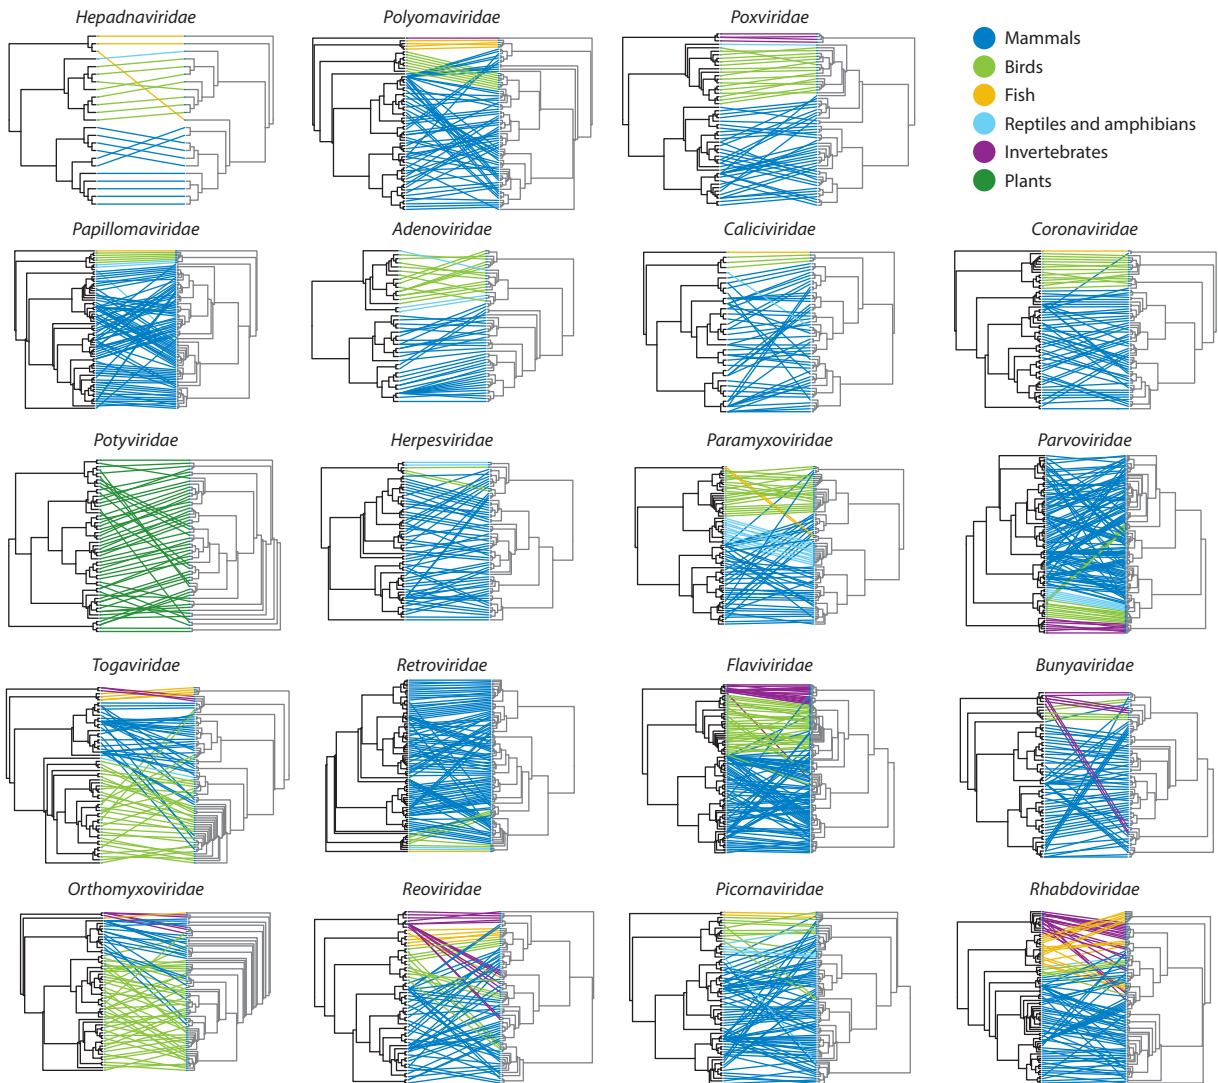 Hepadnaviridae
Polyomaviridae
Poxviridae
Mammals
Birds
Fish
Reptiles and amphibians
Invertebrates
Plants
Papillomaviridae
Adenoviridae
Caliciviridae
Coronaviridae
Potyviridae
Herpesviridae
Paramyxoviridae
Parvoviridae
Togaviridae
Retroviridae
Flaviviridae
Bunyaviridae
Orthomyxoviridae
Reoviridae
Picornaviridae
Rhabdoviridae